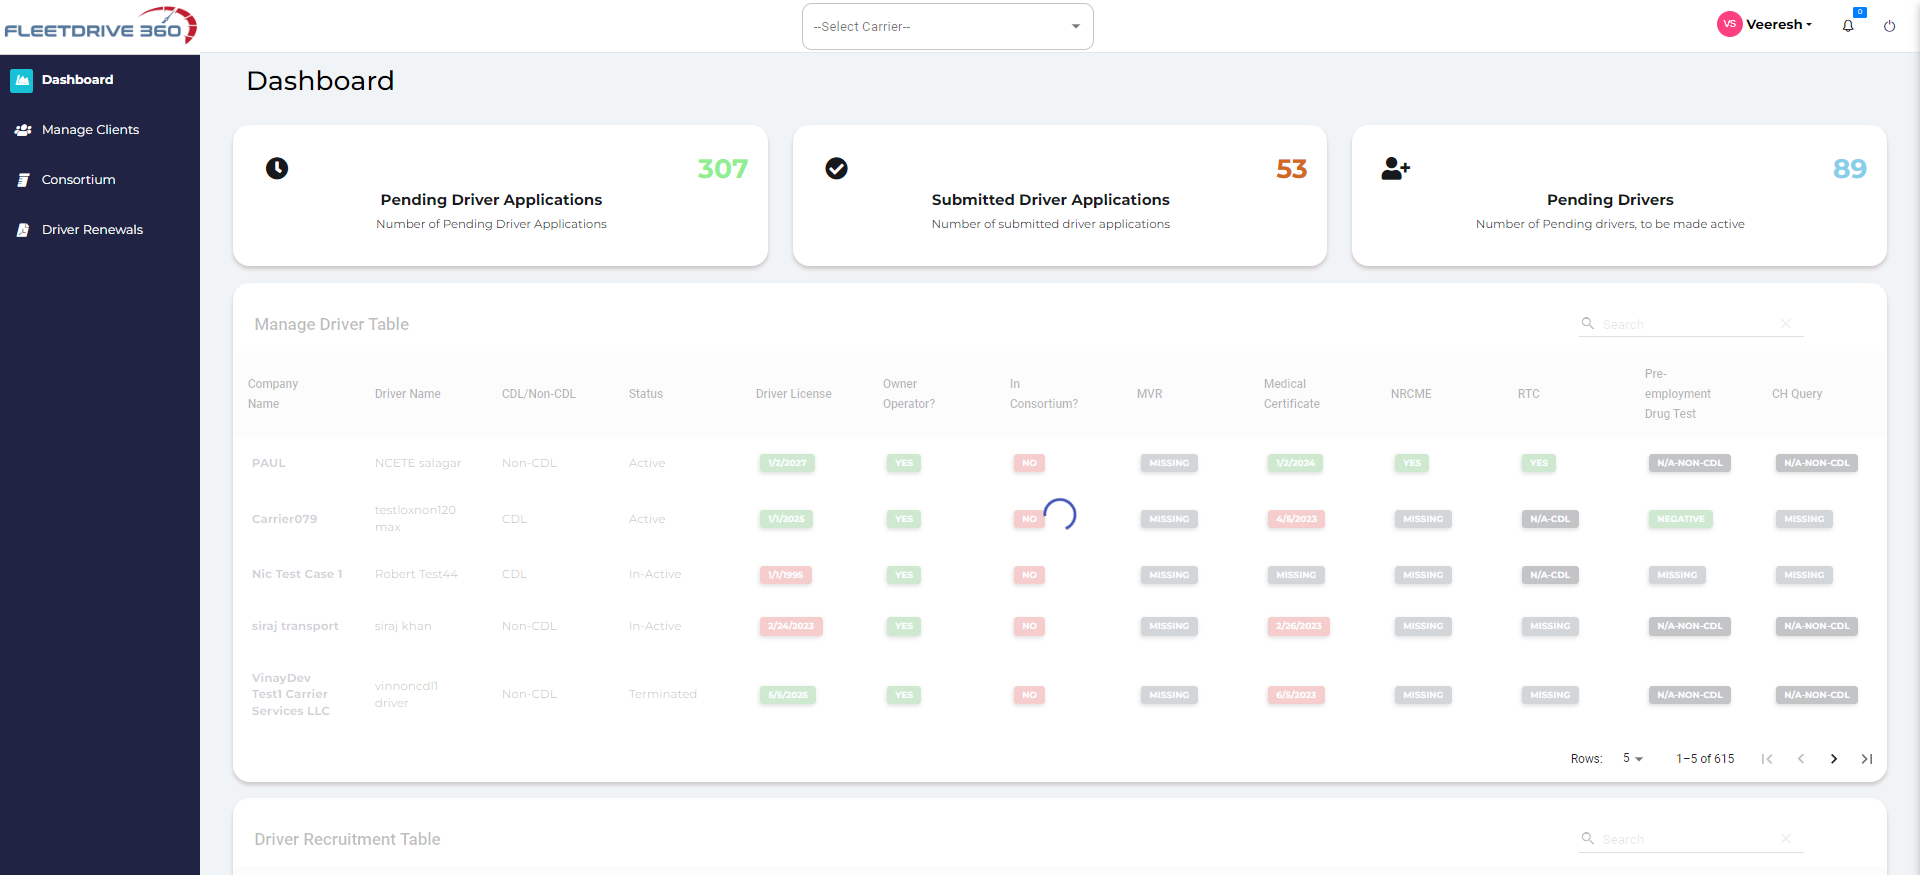 FLEETDRIVE 360
--Select Carrier--
VS Veeresh
0
Dashboard
Manage Clients
Consortium
Driver Renewals
Dashboard
307
Pending Driver Applications
Number of Pending Driver Applications
53
Submitted Driver Applications
Number of submitted driver applications
89
Pending Drivers
Number of Pending drivers, to be made active
Manage Driver Table
Search
Company Name Driver Name CDL/Non-CDL Status Driver License Owner Operator? In Consortium? MVR Medical Certificate NRCME RTC Pre-employment Drug Test CH Query
PAUL NCETE salagar Non-CDL Active 1/2/2027 YES NO MISSING 1/2/2024 YES YES N/A-NON-CDL N/A-NON-CDL
Carrier079 testloxnon120 max CDL Active 1/1/2025 YES NO MISSING 4/5/2023 MISSING N/A-CDL NEGATIVE MISSING
Nic Test Case 1 Robert Test44 CDL In-Active 1/1/1995 YES NO MISSING MISSING MISSING N/A-CDL MISSING MISSING
siraj transport siraj khan Non-CDL In-Active 2/24/2023 YES NO MISSING 2/26/2023 MISSING MISSING N/A-NON-CDL N/A-NON-CDL
VinayDev Test1 Carrier Services LLC vinnoncdl1 driver Non-CDL Terminated 5/5/2025 YES NO MISSING 6/5/2023 MISSING MISSING N/A-NON-CDL N/A-NON-CDL
Rows: 5 1–5 of 615
Driver Recruitment Table
Search